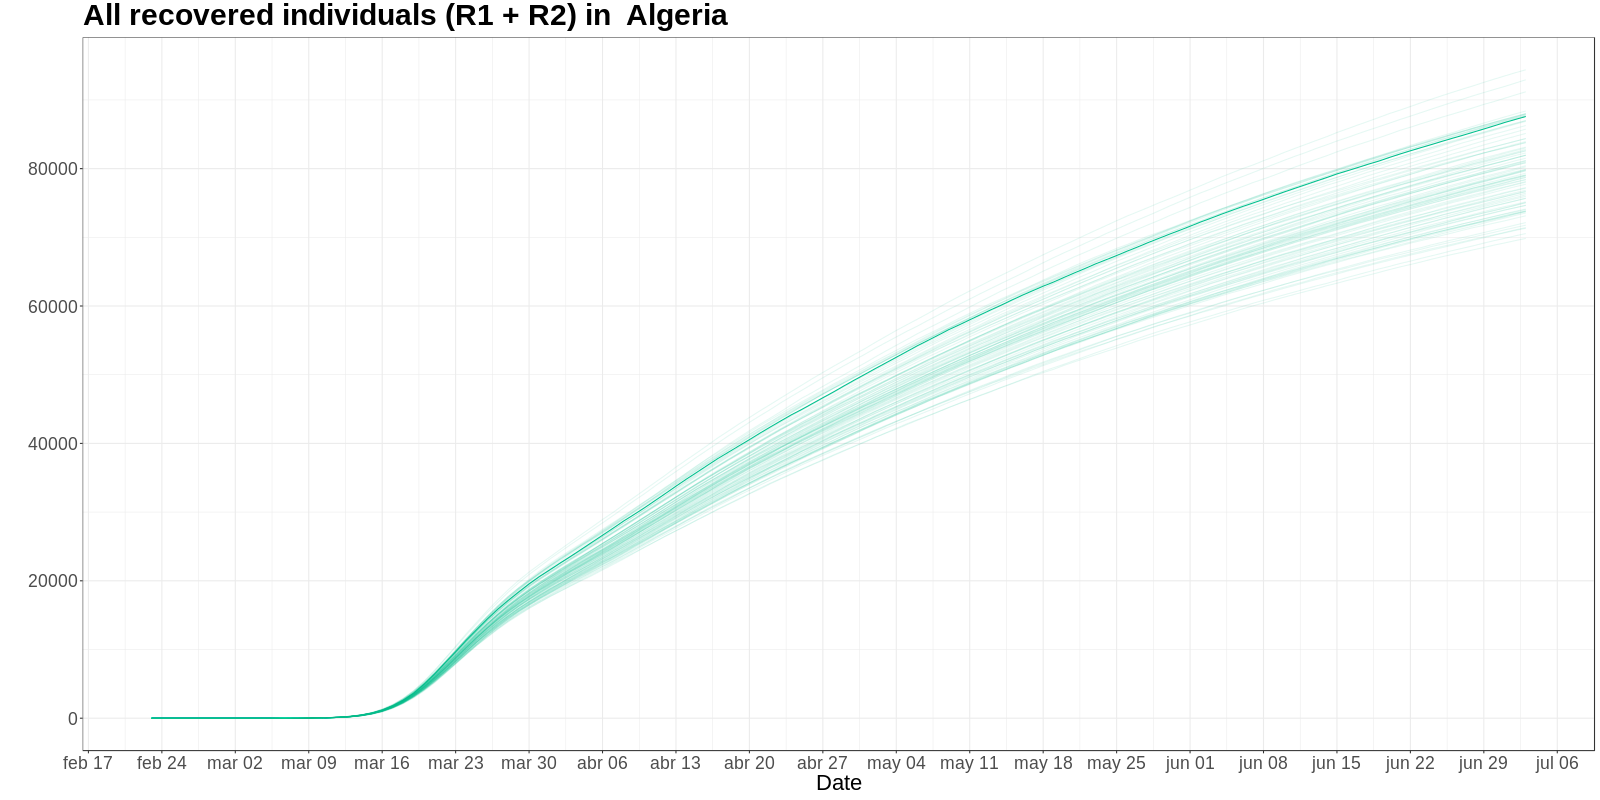 All recovered individuals (R1 + R2) in  Algeria
80000
60000
40000
20000
0
feb 17 feb 24 mar 02 mar 09 mar 16 mar 23 mar 30 abr 06 abr 13 abr 20 abr 27 may 04 may 11 may 18 may 25 jun 01 jun 08 jun 15 jun 22 jun 29 jul 06
Date